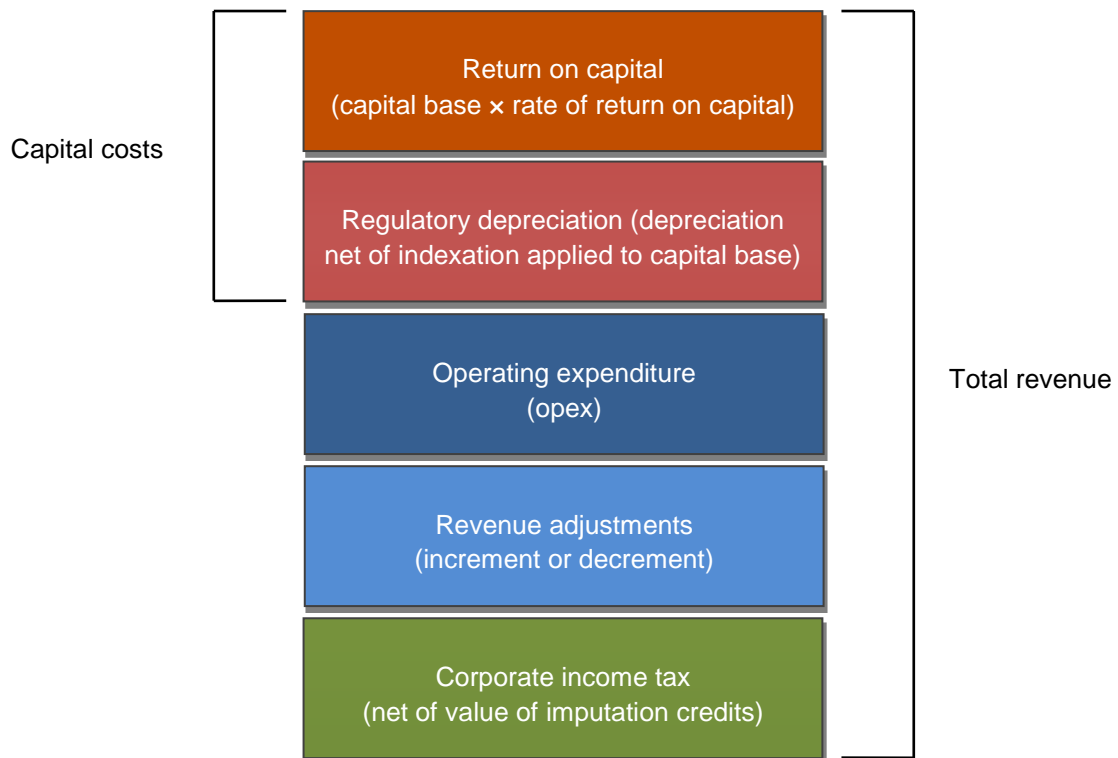 Return on capital
(capital base × rate of return on capital)
Capital costs
Regulatory depreciation (depreciation
net of indexation applied to capital base)
Operating expenditure
(opex)
Total revenue
Revenue adjustments
(increment or decrement)
Corporate income tax
(net of value of imputation credits)